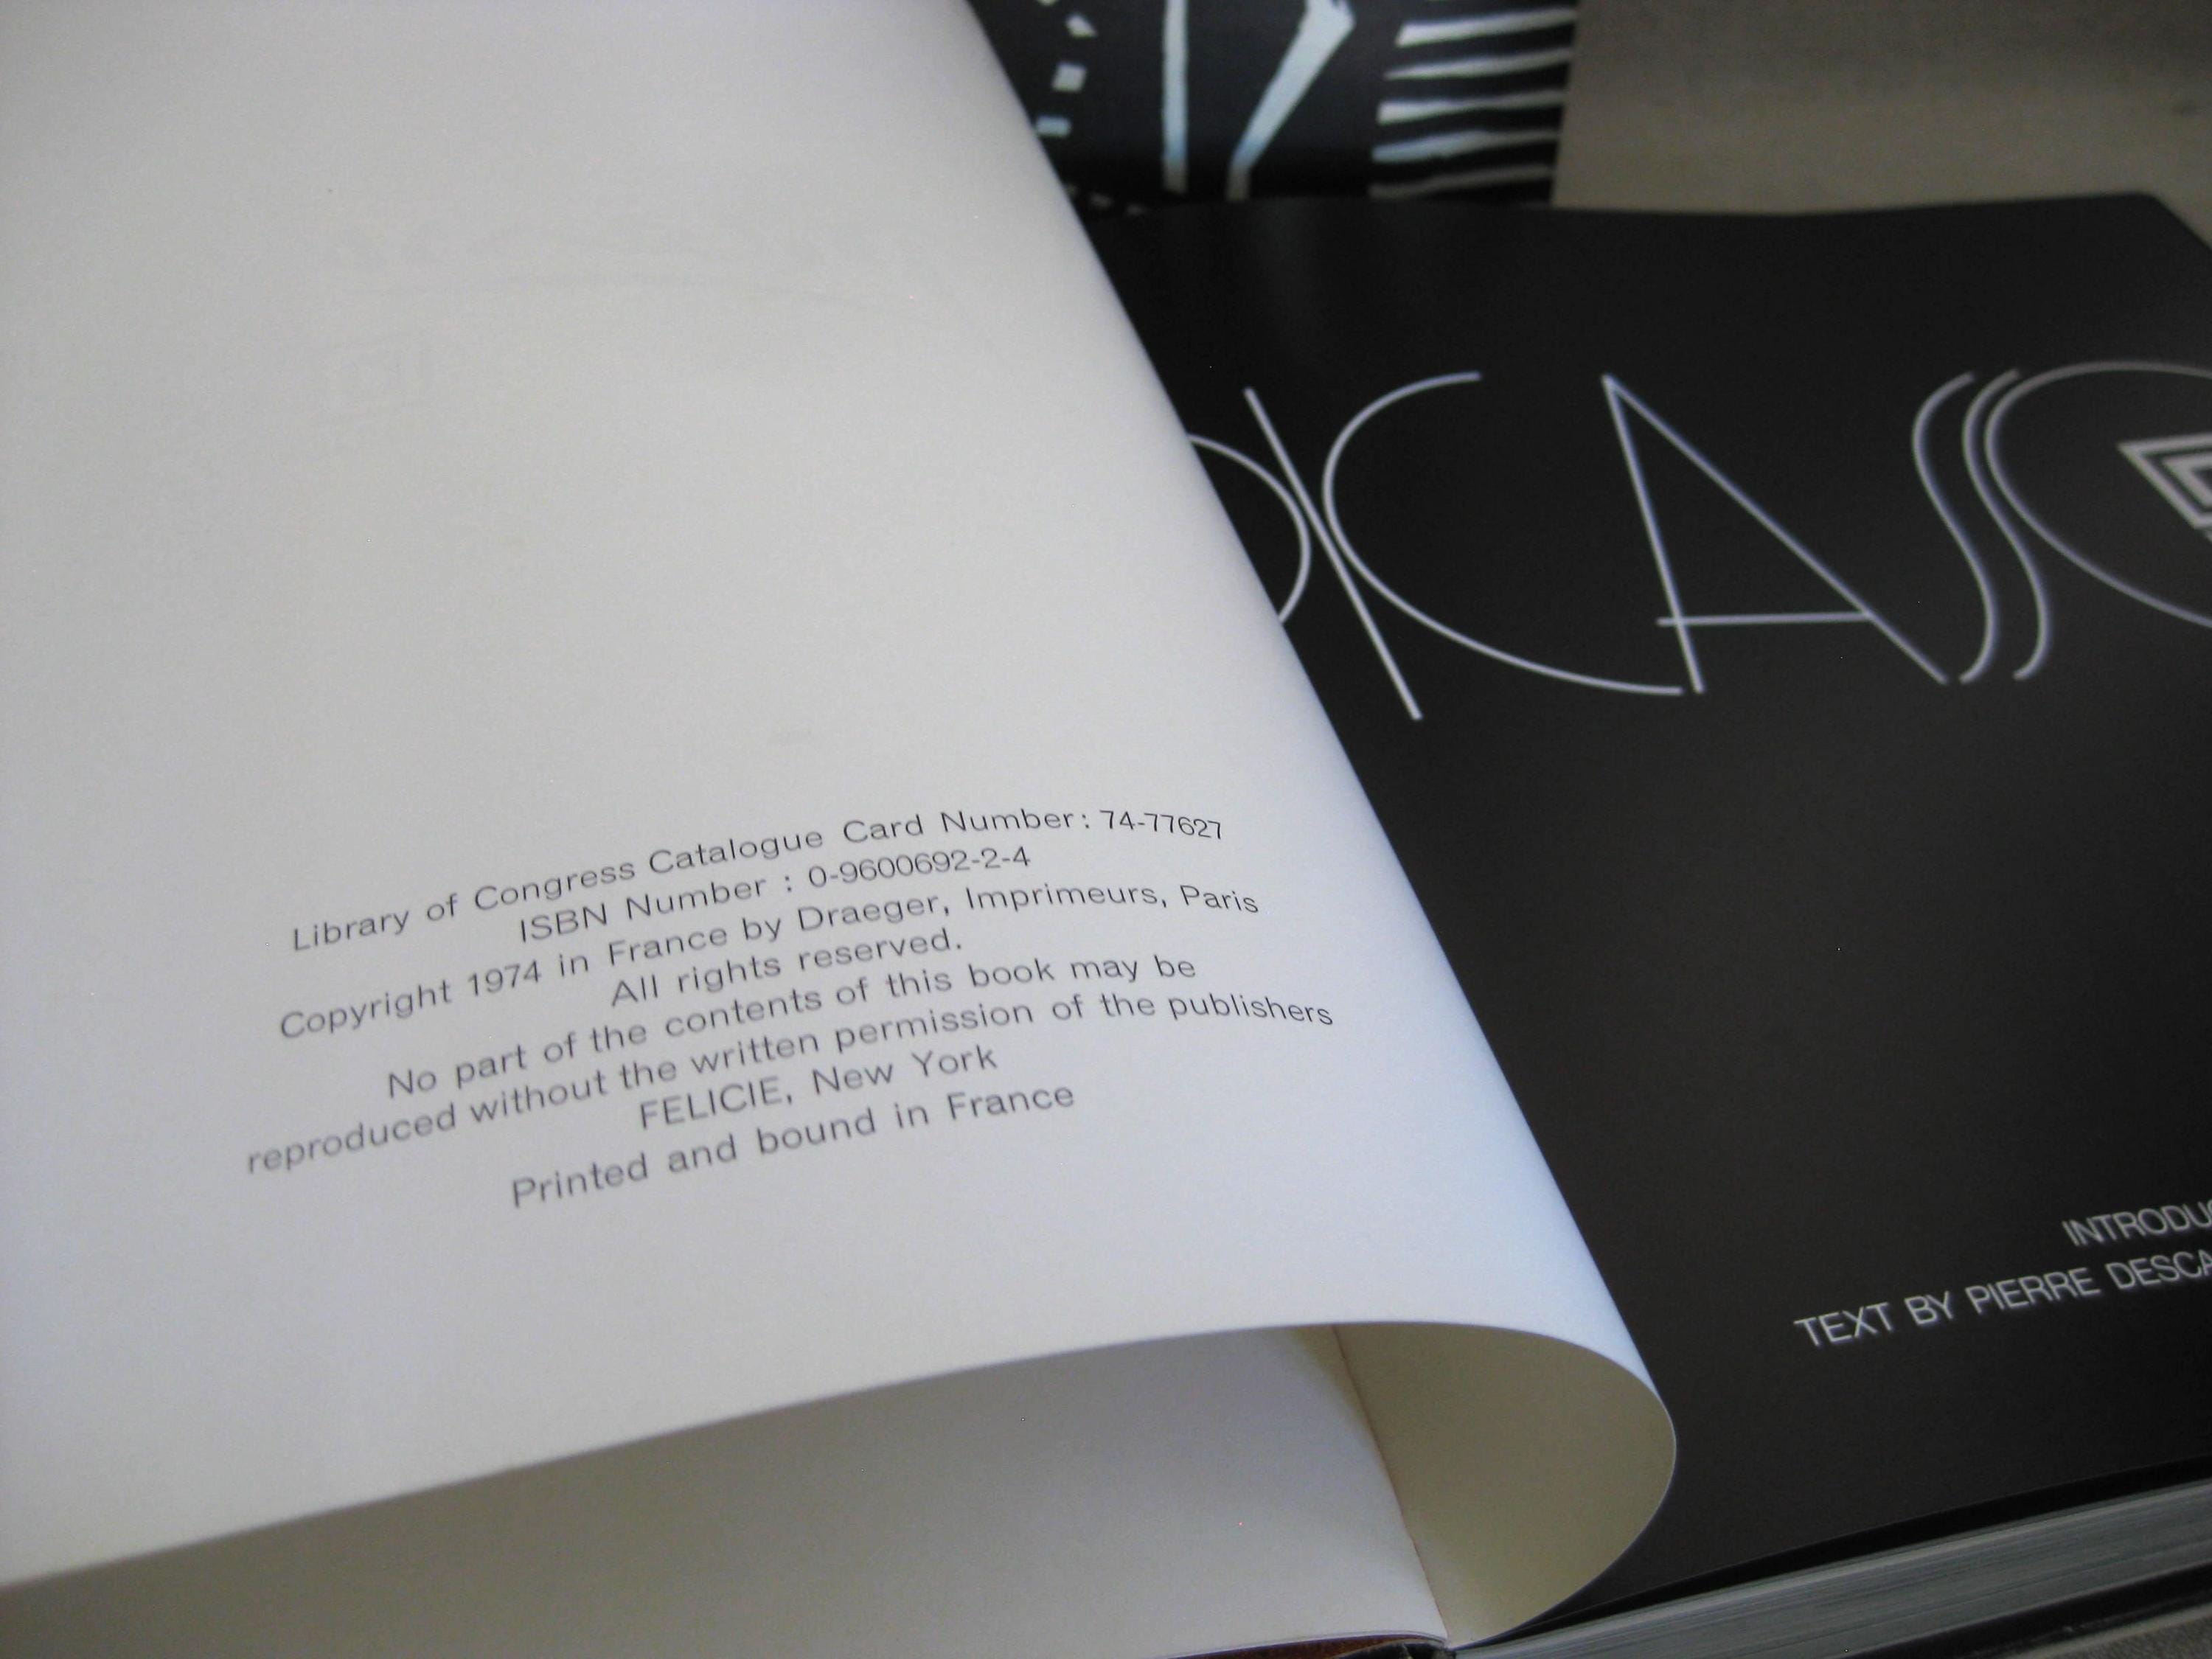 Library of Congress Catalogue Card Number: 74-77627
ISBN Number : 0-9600692-2-4
Copyright 1974 in France by Draeger, Imprimeurs, Paris
All rights reserved.
No part of the contents of this book may be
reproduced without the written permission of the publishers
FELICIE, New York
Printed and bound in France
PICASSO
TEXT BY PIERRE